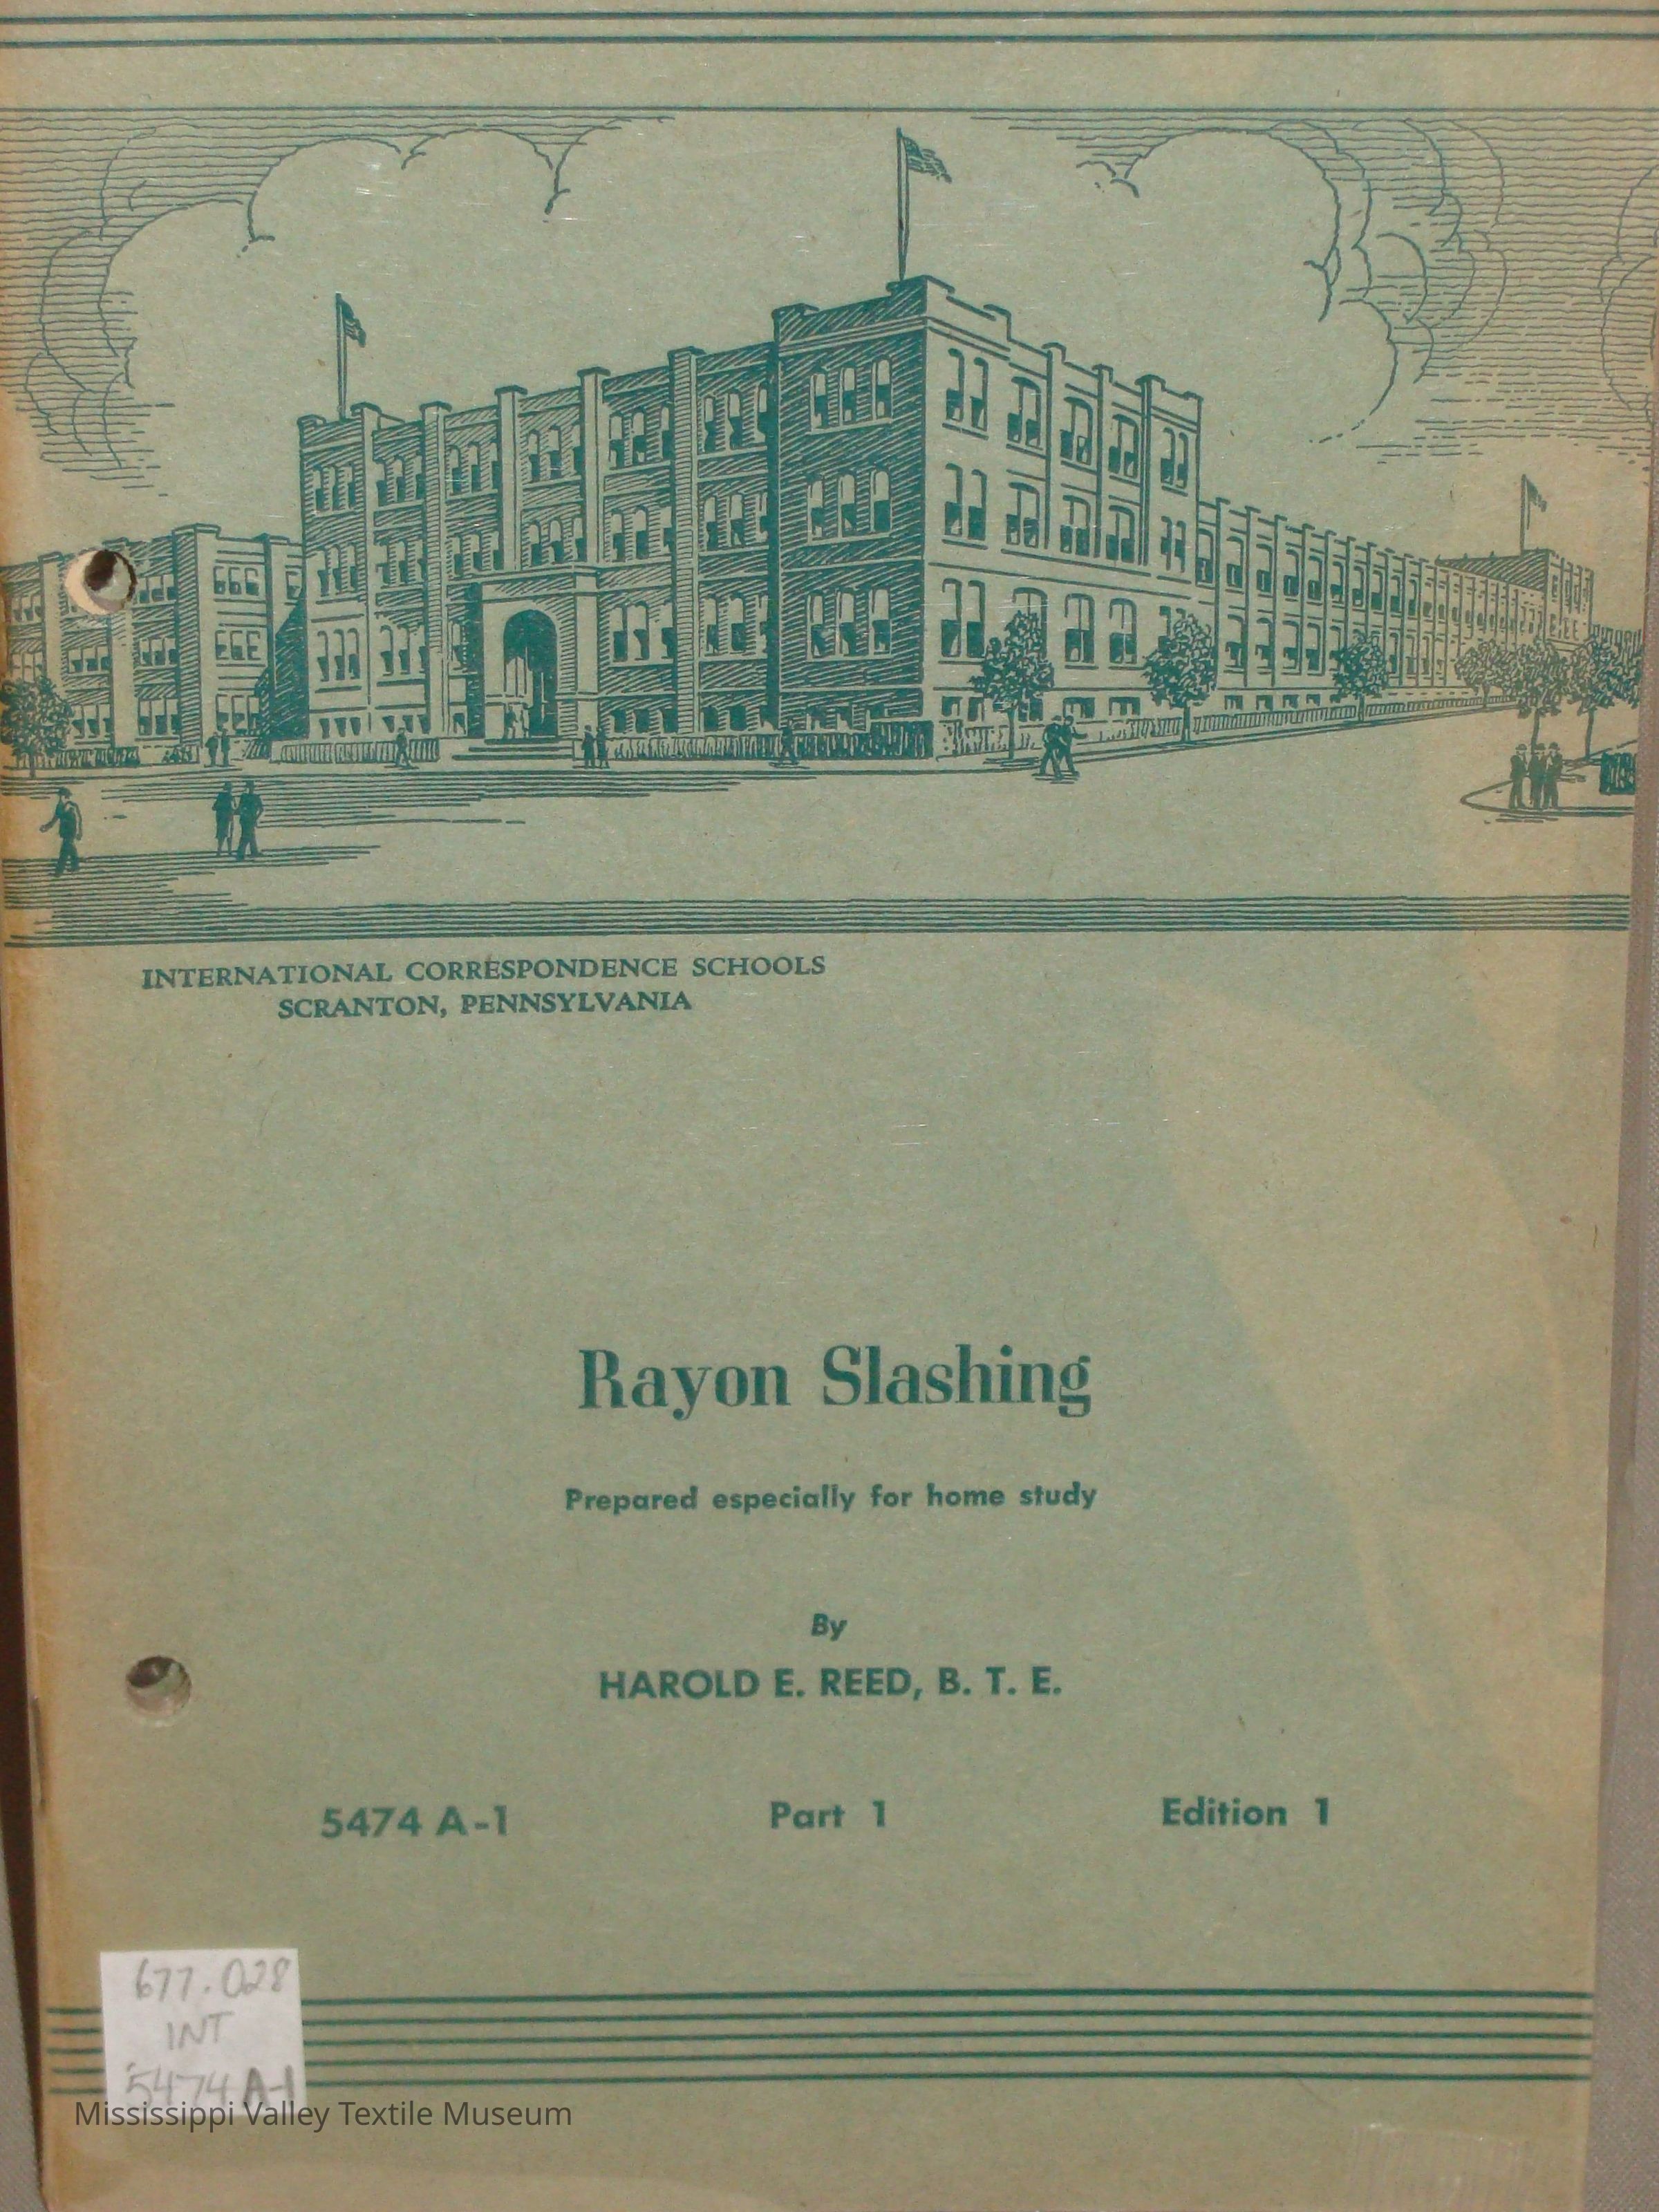 INTERNATIONAL CORRESPONDENCE SCHOOLS
SCRANTON, PENNSYLVANIA
Rayon Slashing
Prepared especially for home study
By
HAROLD E. REED, B. T. E.
5474 A-1 Part 1 Edition 1
677.028
INT
5474 A-1
Mississippi Valley Textile Museum